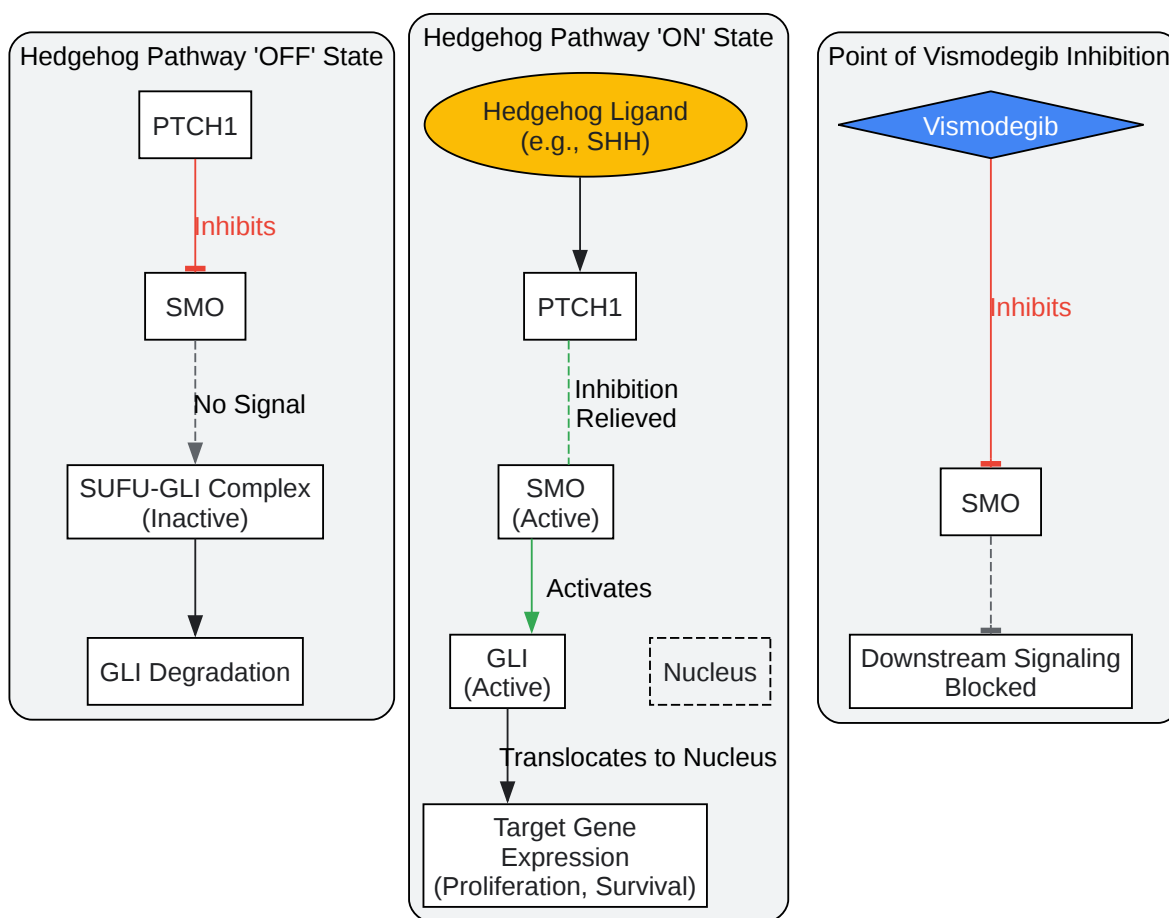 Hedgehog Pathway 'OFF' State
PTCH1
Inhibits
SMO
No Signal
SUFU-GLI Complex
(Inactive)
GLI Degradation
Hedgehog Pathway 'ON' State
Hedgehog Ligand
(e.g., SHH)
PTCH1
Inhibition
Relieved
SMO
(Active)
Activates
GLI
(Active)
Nucleus
Translocates to Nucleus
Target Gene
Expression
(Proliferation, Survival)
Point of Vismodegib Inhibition
Vismodegib
Inhibits
SMO
Downstream Signaling
Blocked